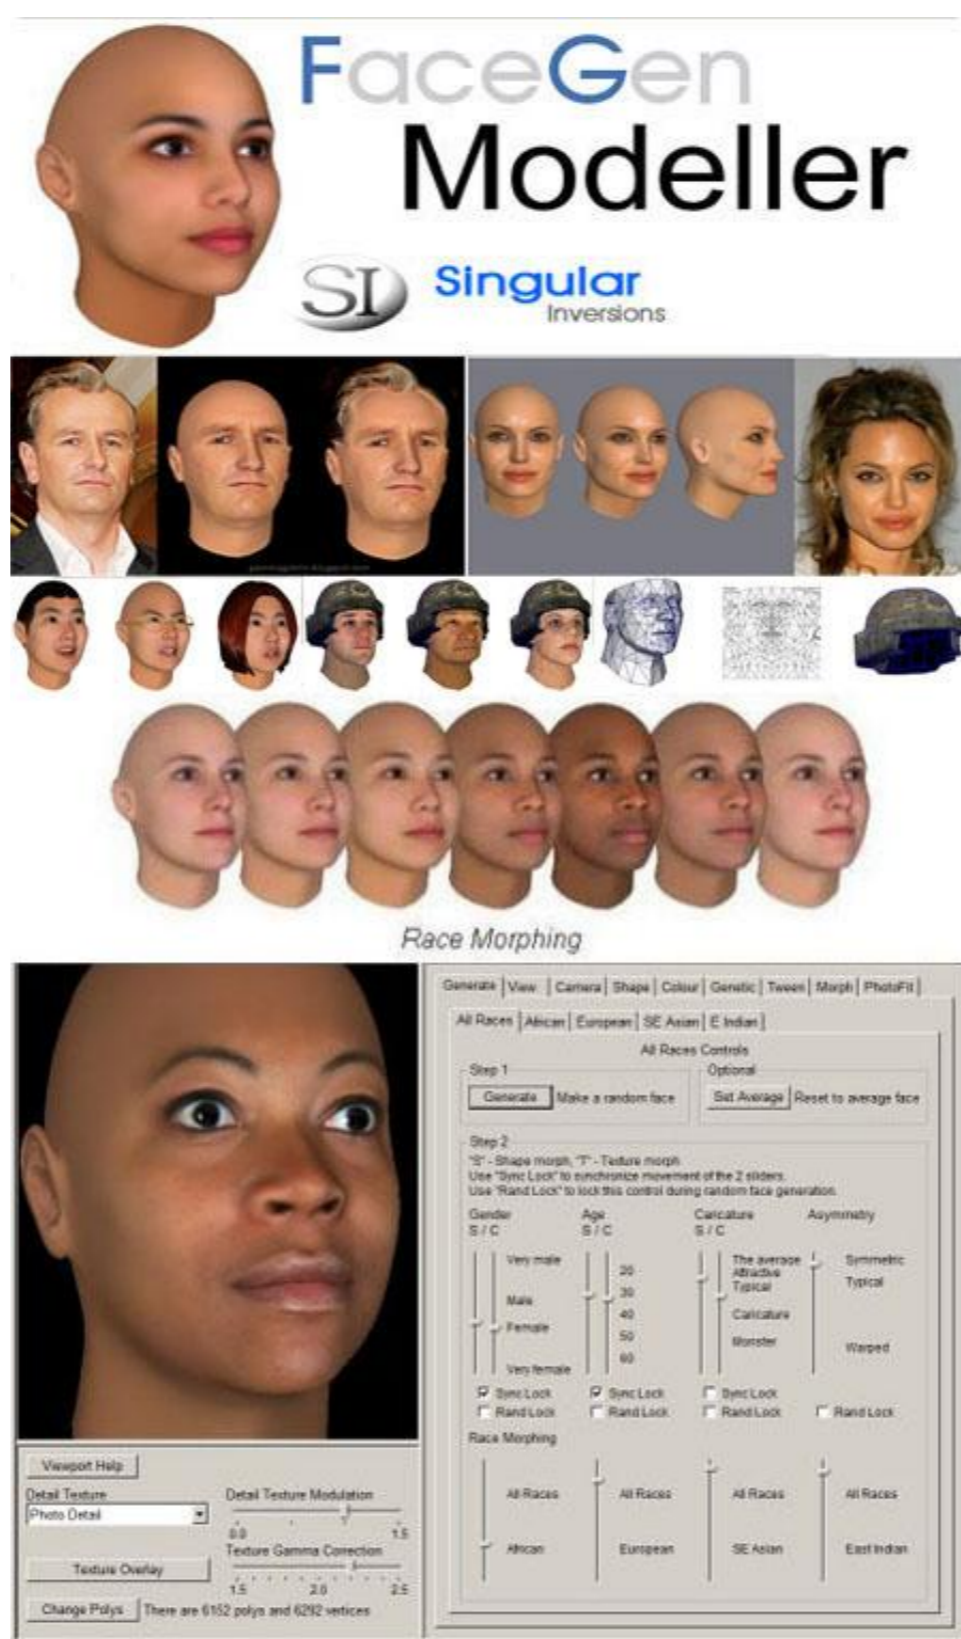 FaceGen
Modeller
SI Singular
Inversions
Race Morphing
Generate View Camera Shape Colour Genetic Tween Morph PhotoFit
All Races African European SE Asian E Indian
All Races Controls
Step 1
Optional
Generate Make a random face
Set Average Reset to average face
Step 2
"S" - Shape morph, "T" - Texture morph
Use "Sync Lock" to synchronize movement of the 2 sliders.
Use "Rand Lock" to lock this control during random face generation.
Gender Age Caricature Asymmetry
S / C S / C S / C
Very male
Male
Female
Very female
20
30
40
50
60
The average
Attractive
Typical
Caricature
Monster
Symmetric
Typical
Warped
Sync Lock Sync Lock Sync Lock
Rand Lock Rand Lock Rand Lock Rand Lock
Race Morphing
All Races All Races All Races All Races
African European SE Asian East Indian
Viewport Help
Detail Texture
Photo Detail
Detail Texture Modulation
0.0 1.5
Texture Gamma Correction
1.5 2.0 2.5
Texture Overlay
Change Polys There are 6152 polys and 6292 vertices